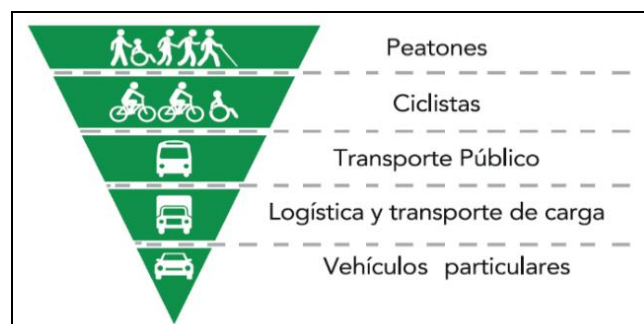 Peatones
Ciclistas
Transporte Público
Logística y transporte de carga
Vehículos particulares